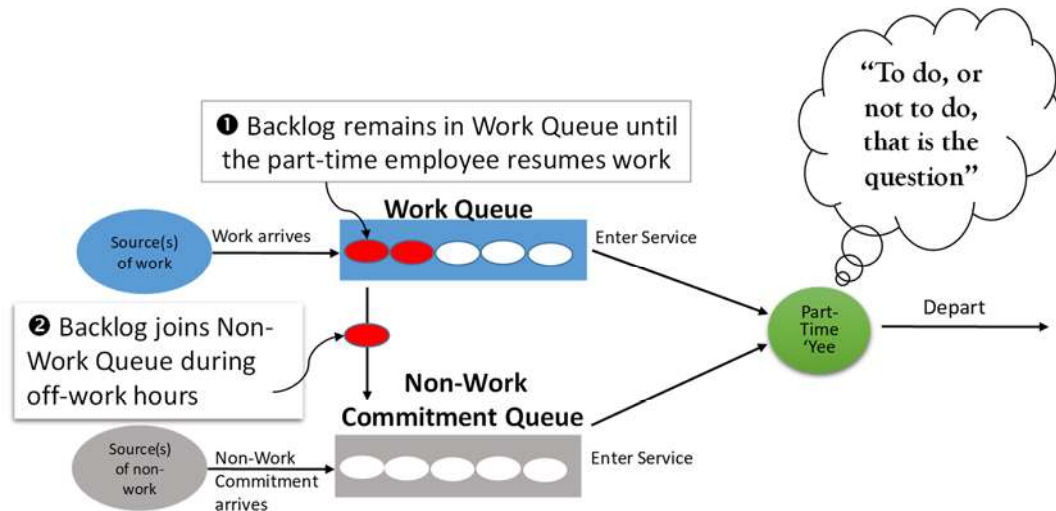 “To do, or
not to do,
that is the
question”
❶ Backlog remains in Work Queue until
the part-time employee resumes work
Work Queue
Source(s)
of work
Work arrives
Enter Service
❷ Backlog joins Non-
Work Queue during
off-work hours
Part-
Time
‘Yee
Depart
Non-Work
Commitment Queue
Source(s)
of non-
work
Non-Work
Commitment
arrives
Enter Service